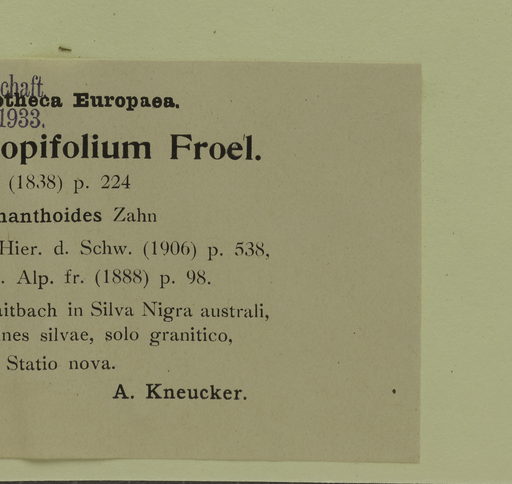 chaft
otheca Europaea.
1933.
opifolium Froel.
(1838) p. 224
nanthoides Zahn
Hier. d. Schw. (1906) p. 538,
. Alp. fr. (1888) p. 98.
aitbach in Silva Nigra australi,
nes silvae, solo granitico,
Statio nova.
A. Kneucker.